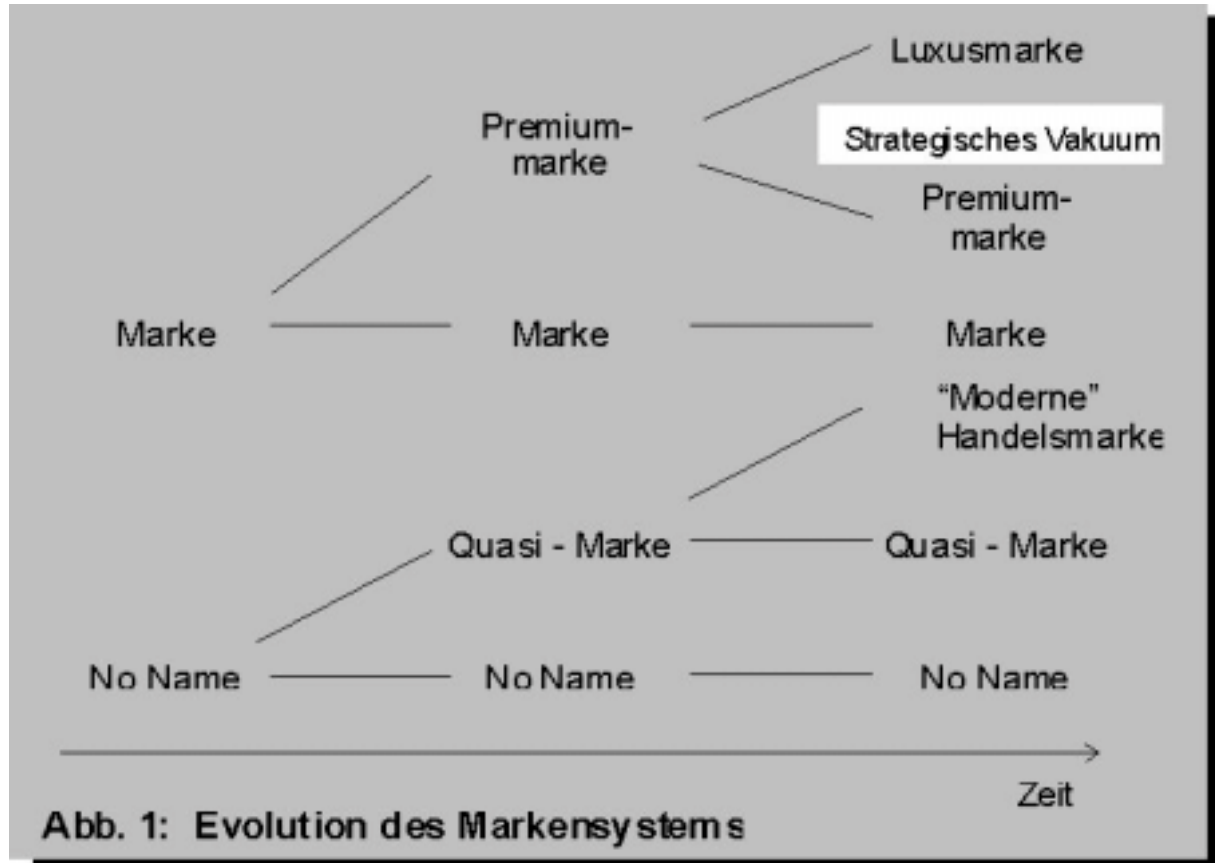 Luxusmarke
Premium-
marke
Strategisches Vakuum
Premium-
marke
Marke
Marke
Marke
“Moderne”
Handelsmarke
Quasi - Marke
Quasi - Marke
No Name
No Name
No Name
Zeit
Abb. 1: Evolution des Markensystems